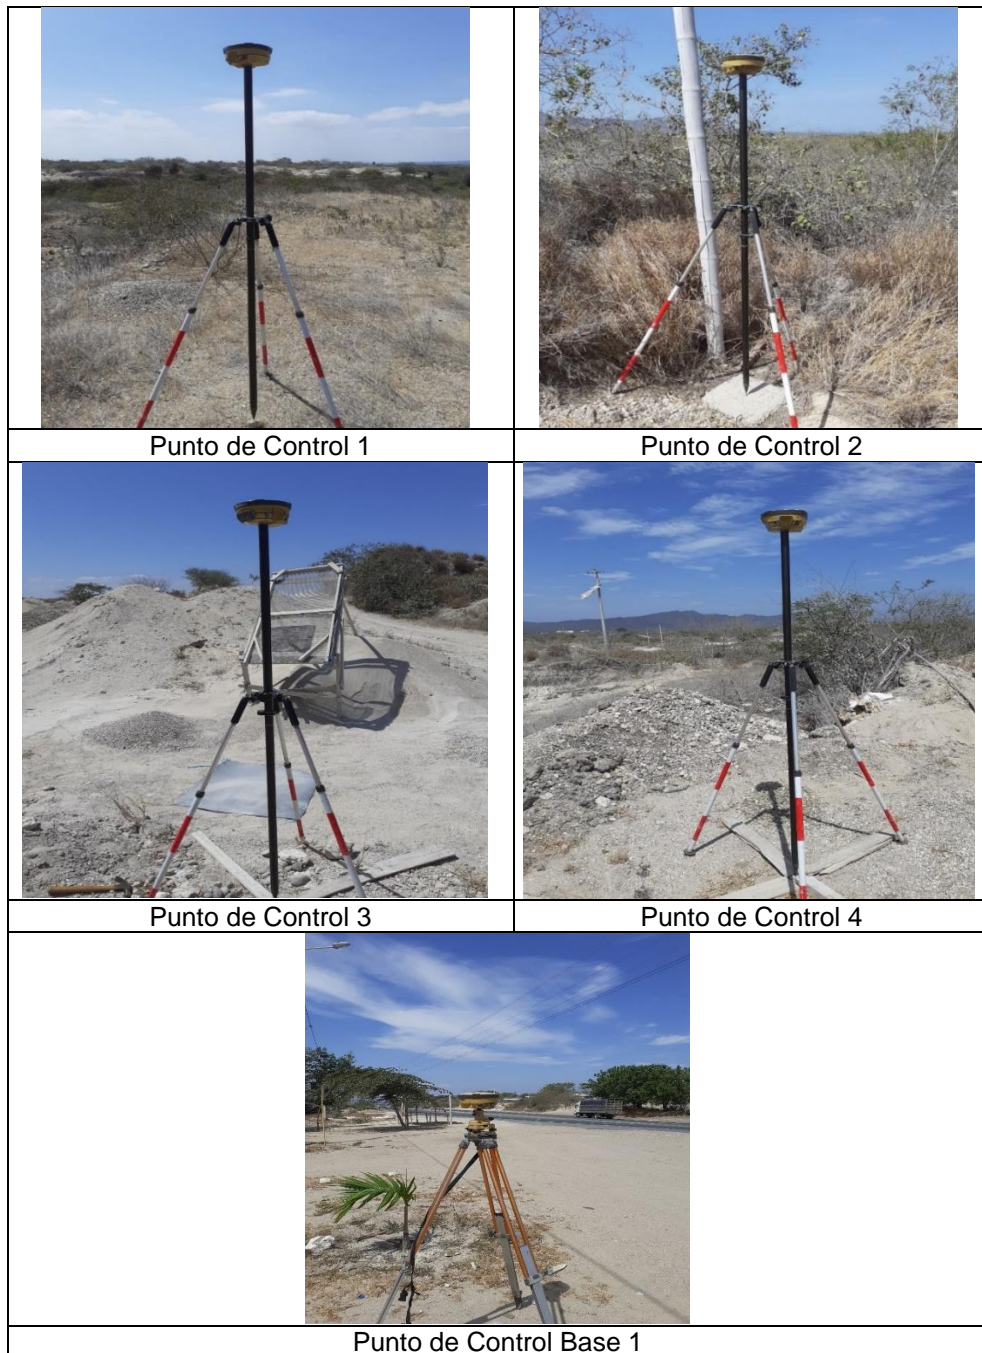 Punto de Control 1
Punto de Control 2
Punto de Control 3
Punto de Control 4
Punto de Control Base 1